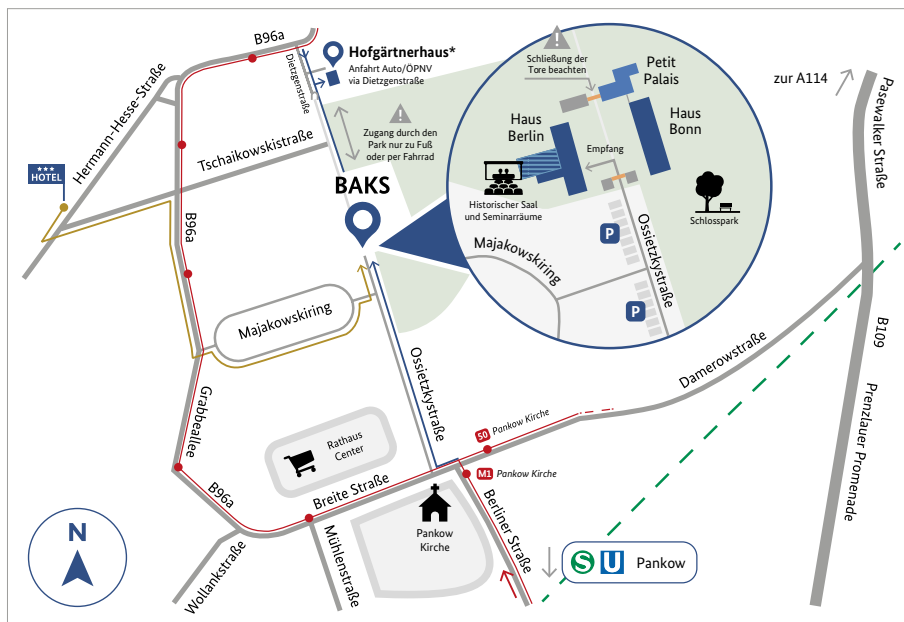 B96a
Hofgärtnerhaus*
Anfahrt Auto/ÖPNV
via Dietzgenstraße
Dietzgenstraße
Zugang durch den
Park nur zu Fuß
oder per Fahrrad
Hermann-Hesse-Straße
Tschaikowskistraße
HOTEL
B96a
BAKS
Schließung der
Tore beachten
Petit
Palais
Haus
Berlin
Haus
Bonn
Empfang
Historischer Saal
und Seminarräume
Schlosspark
P
P
Majakowskiring
Ossietzkystraße
zur A114
Pasewalker Straße
B109
Prenzlauer Promenade
Damerowstraße
Majakowskiring
Ossietzkystraße
Grabbeallee
Rathaus
Center
50 Pankow Kirche
M1 Pankow Kirche
B96a
Breite Straße
Pankow
Kirche
Berliner Straße
Mühlenstraße
Wollankstraße
N
S U Pankow